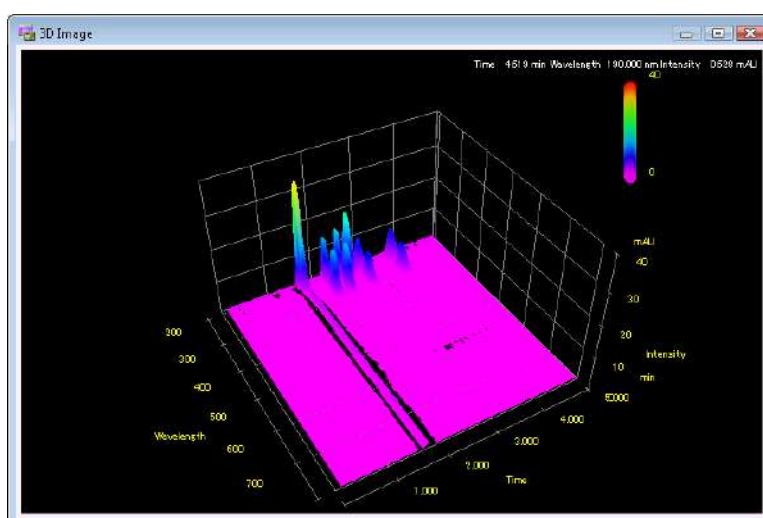 3D Image
Time 4.519 min Wavelength 190.000 nm Intensity 0.529 mAU
40
0
mAU
40
30
20
10
Intensity
min
5.000
4.000
3.000
2.000
1.000
Time
200
300
400
500
600
700
Wavelength